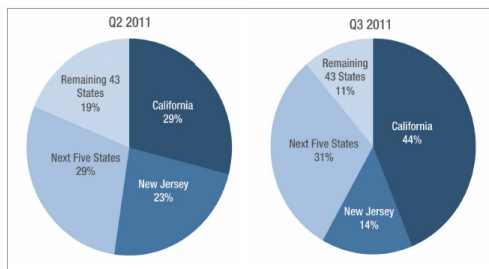 Q2 2011
Remaining 43
States
19%
California
29%
Next Five States
29%
New Jersey
23%
Q3 2011
Remaining
43 States
11%
California
44%
Next Five States
31%
New Jersey
14%